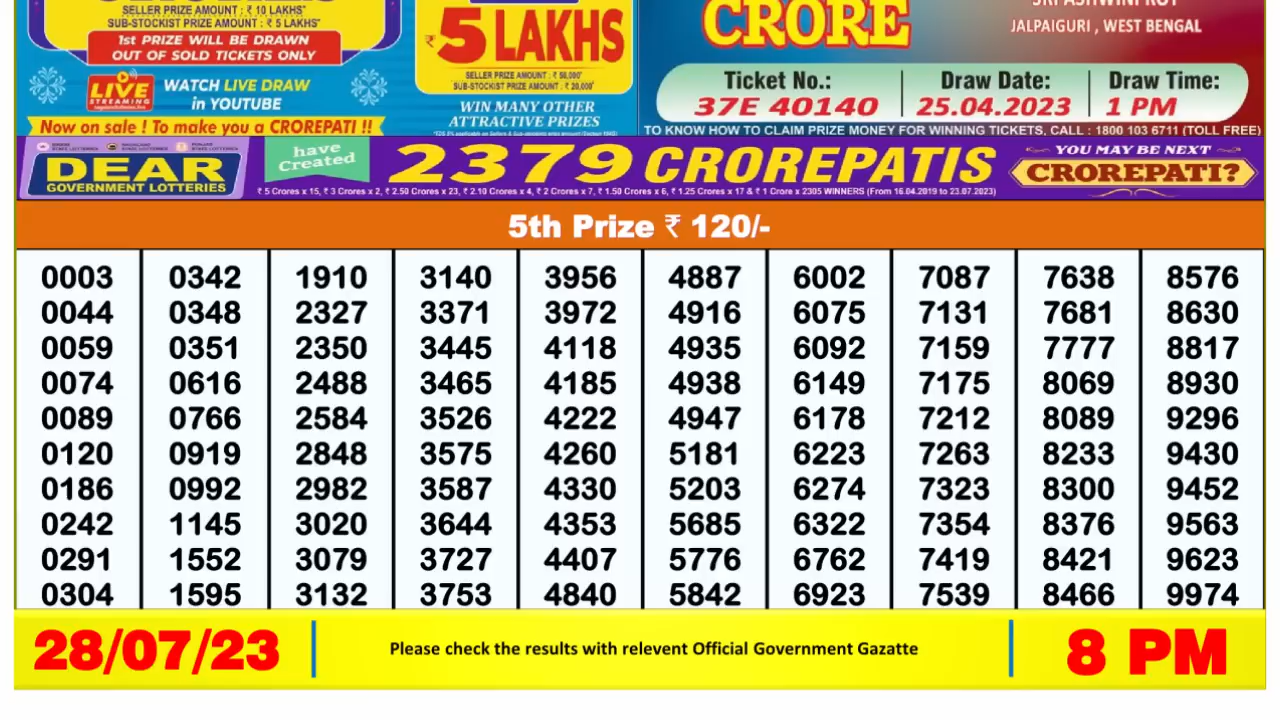 SELLER PRIZE AMOUNT : ₹ 10 LAKHS*
SUB-STOCKIST PRIZE AMOUNT : ₹ 5 LAKHS*
1st PRIZE WILL BE DRAWN
OUT OF SOLD TICKETS ONLY
LIVE
STREAMING
WATCH LIVE DRAW
in YOUTUBE
Now on sale ! To make you a CROREPATI !!
₹5 LAKHS
SELLER PRIZE AMOUNT : ₹ 50,000*
SUB-STOCKIST PRIZE AMOUNT : ₹ 20,000*
WIN MANY OTHER
ATTRACTIVE PRIZES
CRORE
SRI ASHWINI ROY
JALPAIGURI , WEST BENGAL
Ticket No.: Draw Date: Draw Time:
37E 40140 25.04.2023 1 PM
TO KNOW HOW TO CLAIM PRIZE MONEY FOR WINNING TICKETS, CALL : 1800 103 6711 (TOLL FREE)
DEAR
GOVERNMENT LOTTERIES
have
Created
2379 CROREPATIS
₹ 5 Crores x 15, ₹ 3 Crores x 2, ₹ 2.50 Crores x 23, ₹ 2.10 Crores x 4, ₹ 2 Crores x 7, ₹ 1.50 Crores x 6, ₹ 1.25 Crores x 17 & ₹ 1 Crore x 2305 WINNERS (From 16.04.2019 to 23.07.2023)
YOU MAY BE NEXT
CROREPATI?
5th Prize ₹ 120/-
0003 0342 1910 3140 3956 4887 6002 7087 7638 8576
0044 0348 2327 3371 3972 4916 6075 7131 7681 8630
0059 0351 2350 3445 4118 4935 6092 7159 7777 8817
0074 0616 2488 3465 4185 4938 6149 7175 8069 8930
0089 0766 2584 3526 4222 4947 6178 7212 8089 9296
0120 0919 2848 3575 4260 5181 6223 7263 8233 9430
0186 0992 2982 3587 4330 5203 6274 7323 8300 9452
0242 1145 3020 3644 4353 5685 6322 7354 8376 9563
0291 1552 3079 3727 4407 5776 6762 7419 8421 9623
0304 1595 3132 3753 4840 5842 6923 7539 8466 9974
28/07/23
Please check the results with relevent Official Government Gazatte
8 PM